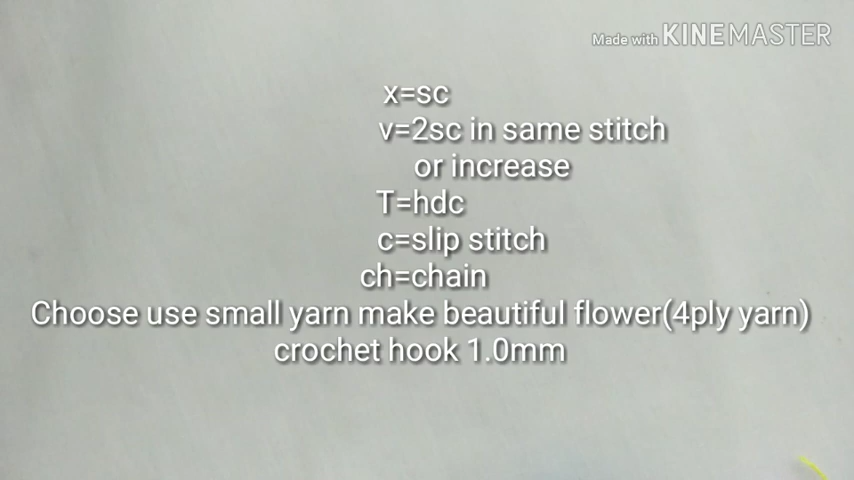 Made with KINEMASTER
x=sc
v=2sc in same stitch
or increase
T=hdc
c=slip stitch
ch=chain
Choose use small yarn make beautiful flower(4ply yarn)
crochet hook 1.0mm